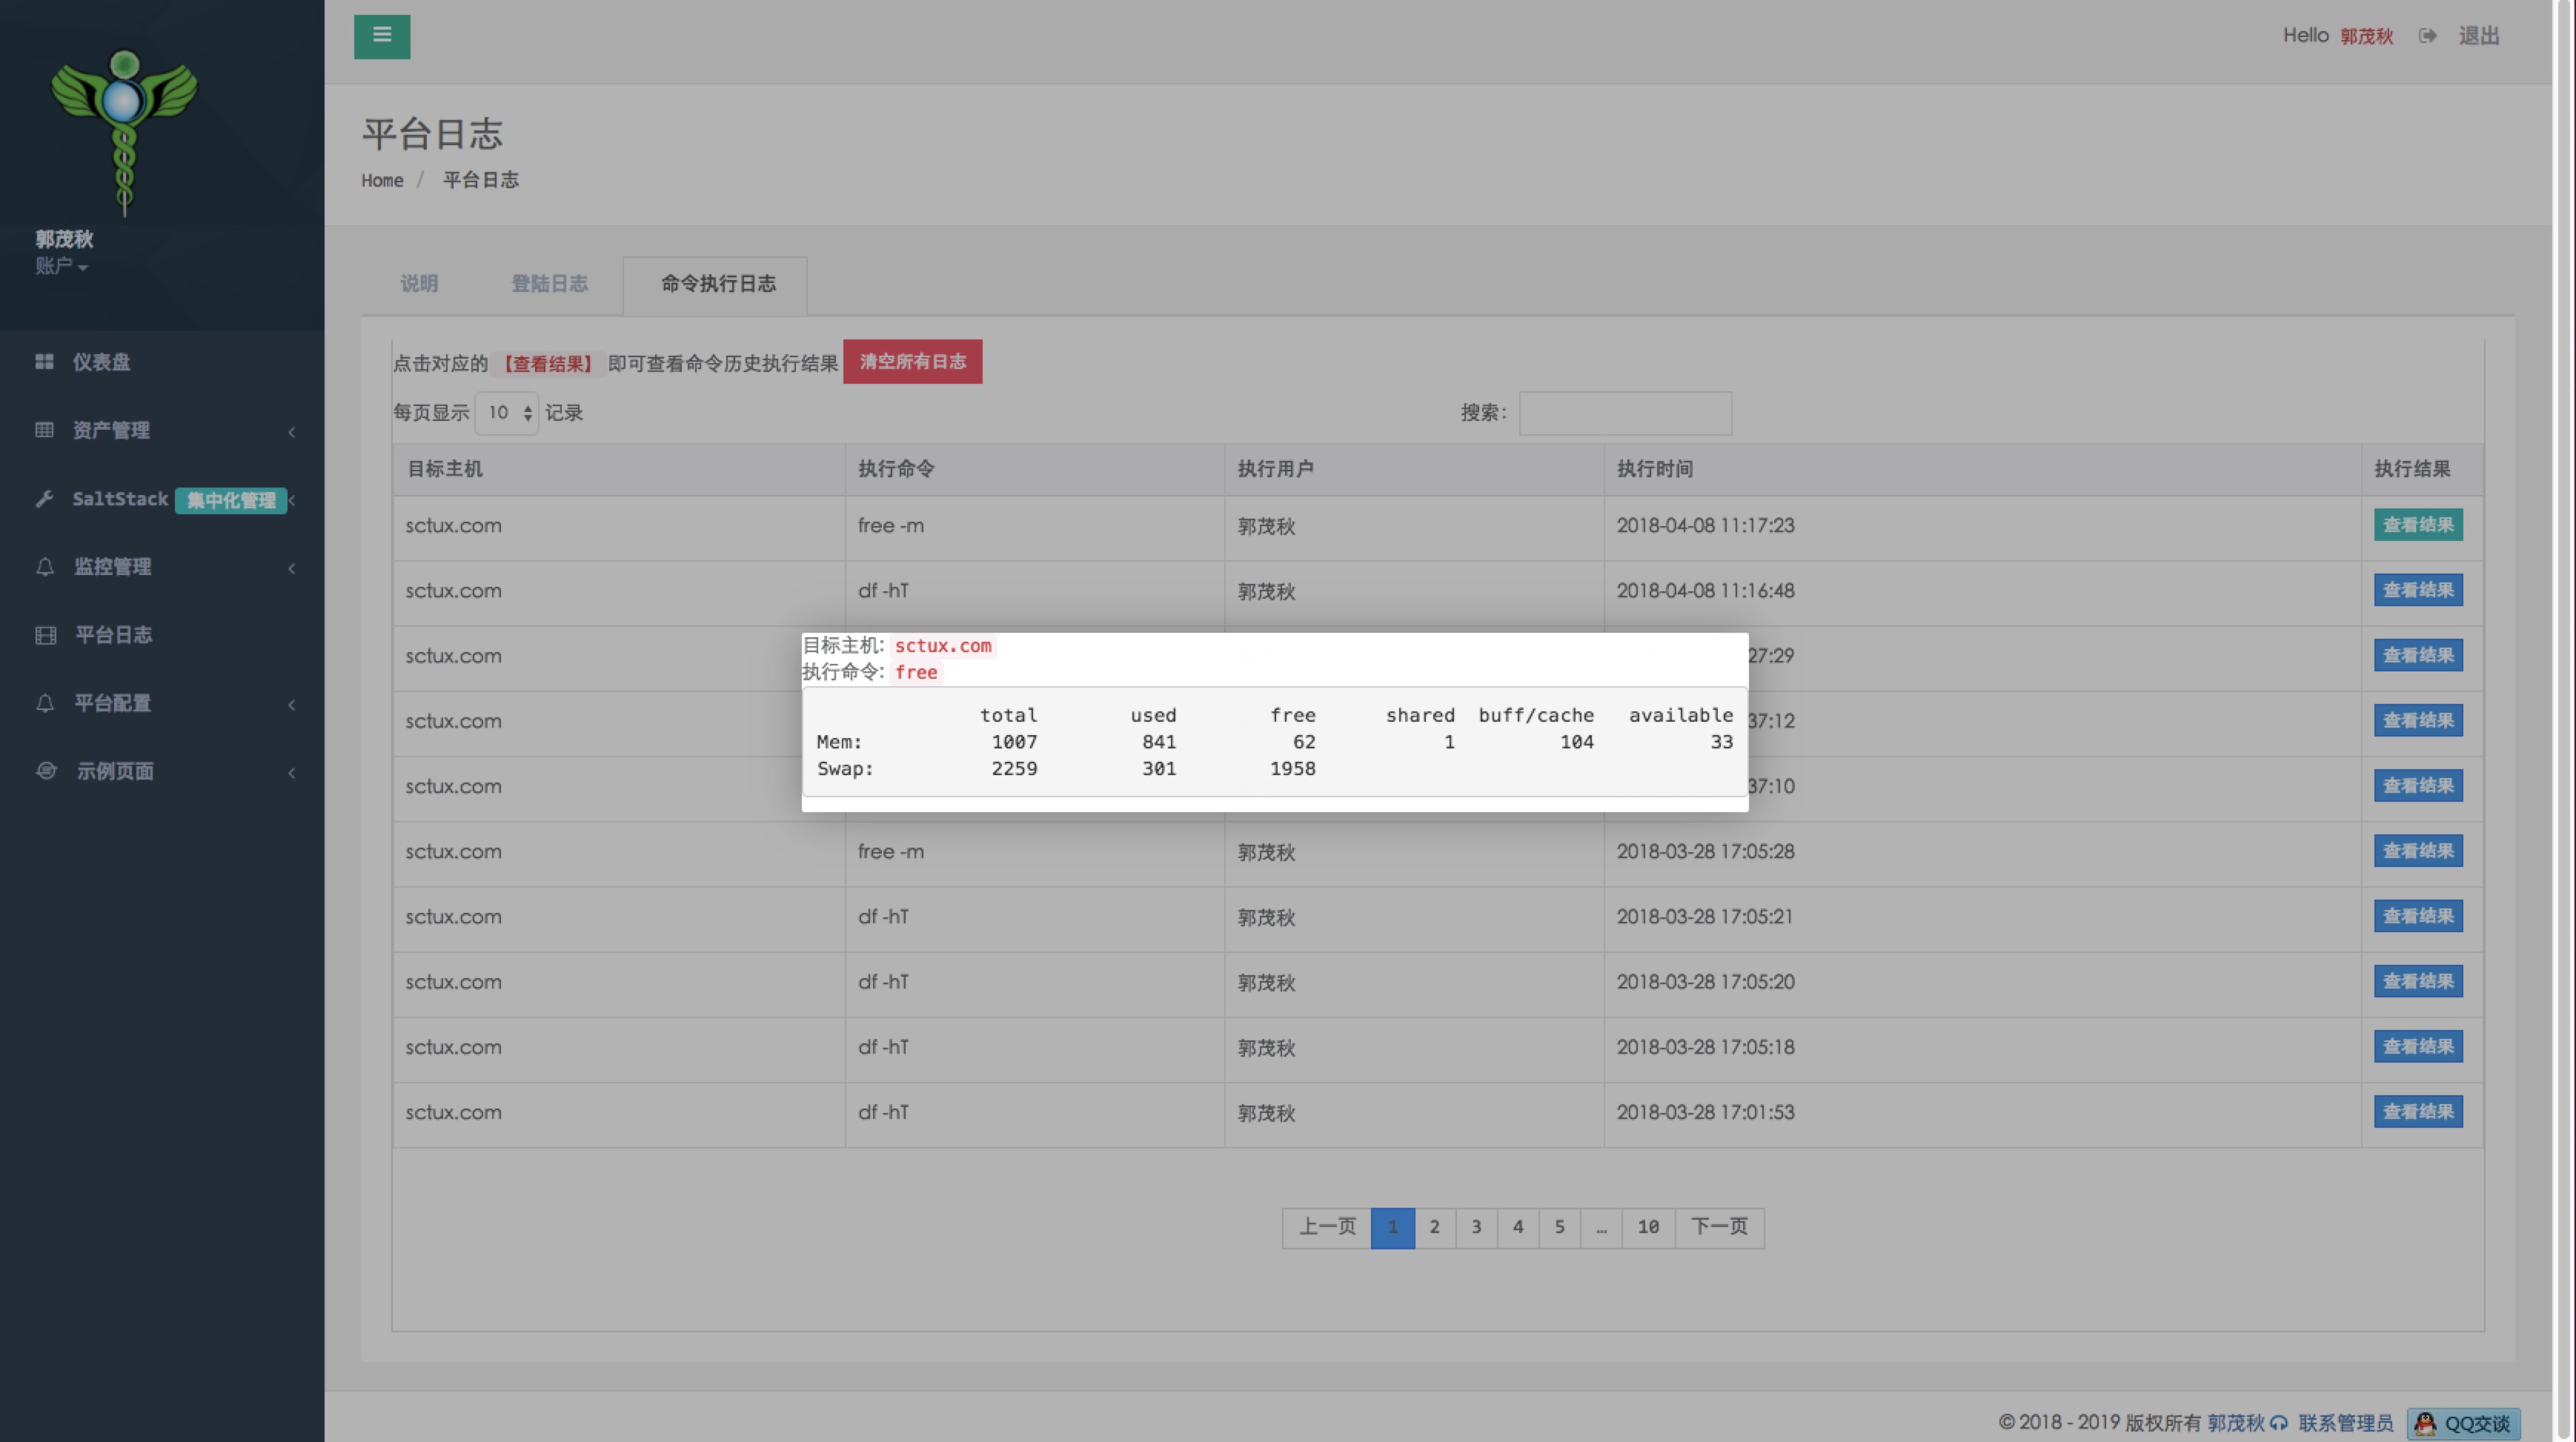 Hello 郭茂秋 退出
郭茂秋
账户
仪表盘
资产管理
SaltStack 集中化管理
监控管理
平台日志
平台配置
示例页面
平台日志
Home / 平台日志
说明 登陆日志 命令执行日志
点击对应的【查看结果】即可查看命令历史执行结果 清空所有日志
每页显示 10 记录 搜索:
目标主机 执行命令 执行用户 执行时间 执行结果
sctux.com free -m 郭茂秋 2018-04-08 11:17:23 查看结果
sctux.com df -hT 郭茂秋 2018-04-08 11:16:48 查看结果
sctux.com 27:29 查看结果
sctux.com 37:12 查看结果
sctux.com 37:10 查看结果
目标主机: sctux.com
执行命令: free
total used free shared buff/cache available
Mem: 1007 841 62 1 104 33
Swap: 2259 301 1958
sctux.com free -m 郭茂秋 2018-03-28 17:05:28 查看结果
sctux.com df -hT 郭茂秋 2018-03-28 17:05:21 查看结果
sctux.com df -hT 郭茂秋 2018-03-28 17:05:20 查看结果
sctux.com df -hT 郭茂秋 2018-03-28 17:05:18 查看结果
sctux.com df -hT 郭茂秋 2018-03-28 17:01:53 查看结果
上一页 1 2 3 4 5 … 10 下一页
© 2018 - 2019 版权所有 郭茂秋 联系管理员 QQ交谈